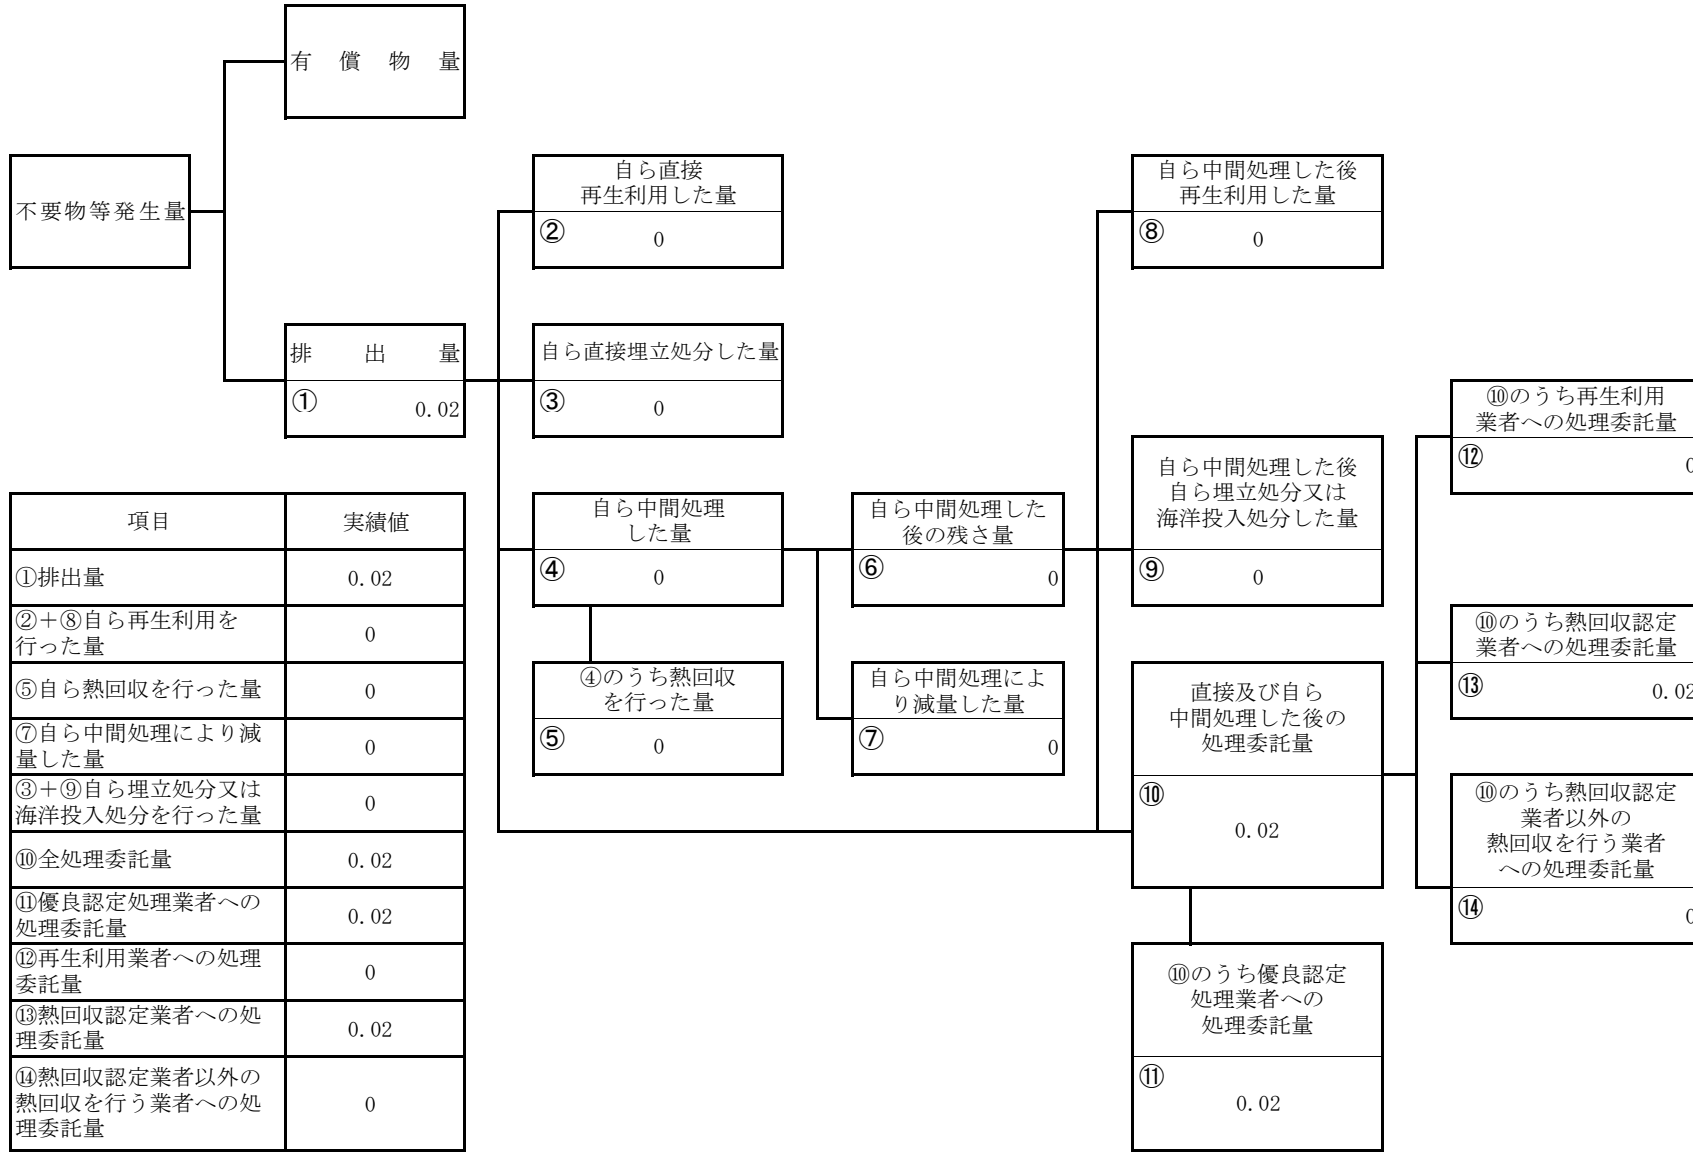 有償物量
不要物等発生量
排出量
①
0.02
自ら直接
再生利用した量
②
0
自ら直接埋立処分した量
③
0
自ら中間処理
した量
④
0
④のうち熱回収
を行った量
⑤
0
自ら中間処理した
後の残さ量
⑥
0
自ら中間処理によ
り減量した量
⑦
0
自ら中間処理した後
再生利用した量
⑧
0
自ら中間処理した後
自ら埋立処分又は
海洋投入処分した量
⑨
0
直接及び自ら
中間処理した後の
処理委託量
⑩
0.02
⑩のうち優良認定
処理業者への
処理委託量
⑪
0.02
⑩のうち再生利用
業者への処理委託量
⑫
0
⑩のうち熱回収認定
業者への処理委託量
⑬
0.02
⑩のうち熱回収認定
業者以外の
熱回収を行う業者
への処理委託量
⑭
0
項目 実績値
①排出量 0.02
②＋⑧自ら再生利用を
行った量 0
⑤自ら熱回収を行った量 0
⑦自ら中間処理により減
量した量 0
③＋⑨自ら埋立処分又は
海洋投入処分を行った量 0
⑩全処理委託量 0.02
⑪優良認定処理業者への
処理委託量 0.02
⑫再生利用業者への処理
委託量 0
⑬熱回収認定業者への処
理委託量 0.02
⑭熱回収認定業者以外の
熱回収を行う業者への処
理委託量 0